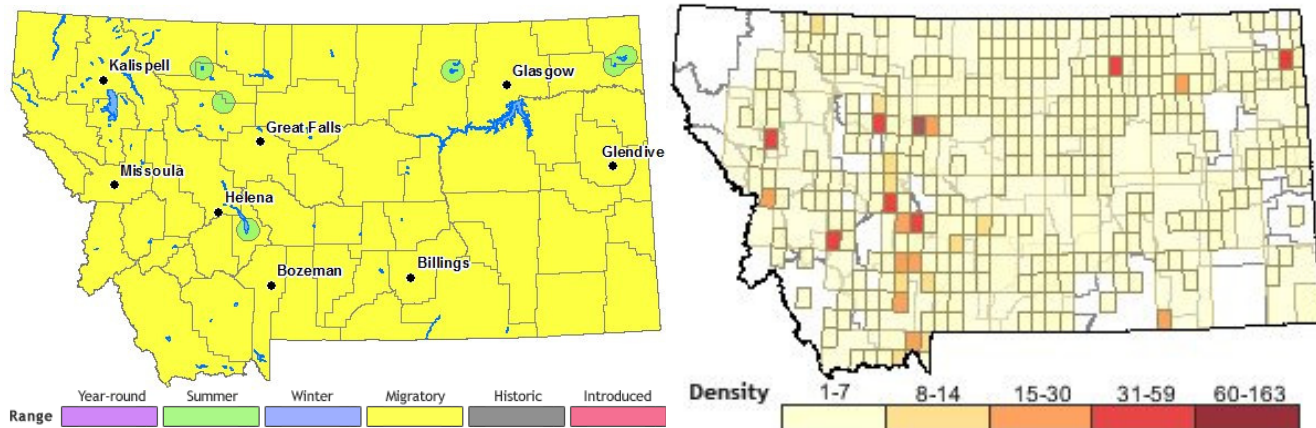 Kalispell
Glasgow
Great Falls
Glendive
Missoula
Helena
Bozeman
Billings
Year-round Summer Winter Migratory Historic Introduced
Range
Density 1-7 8-14 15-30 31-59 60-163